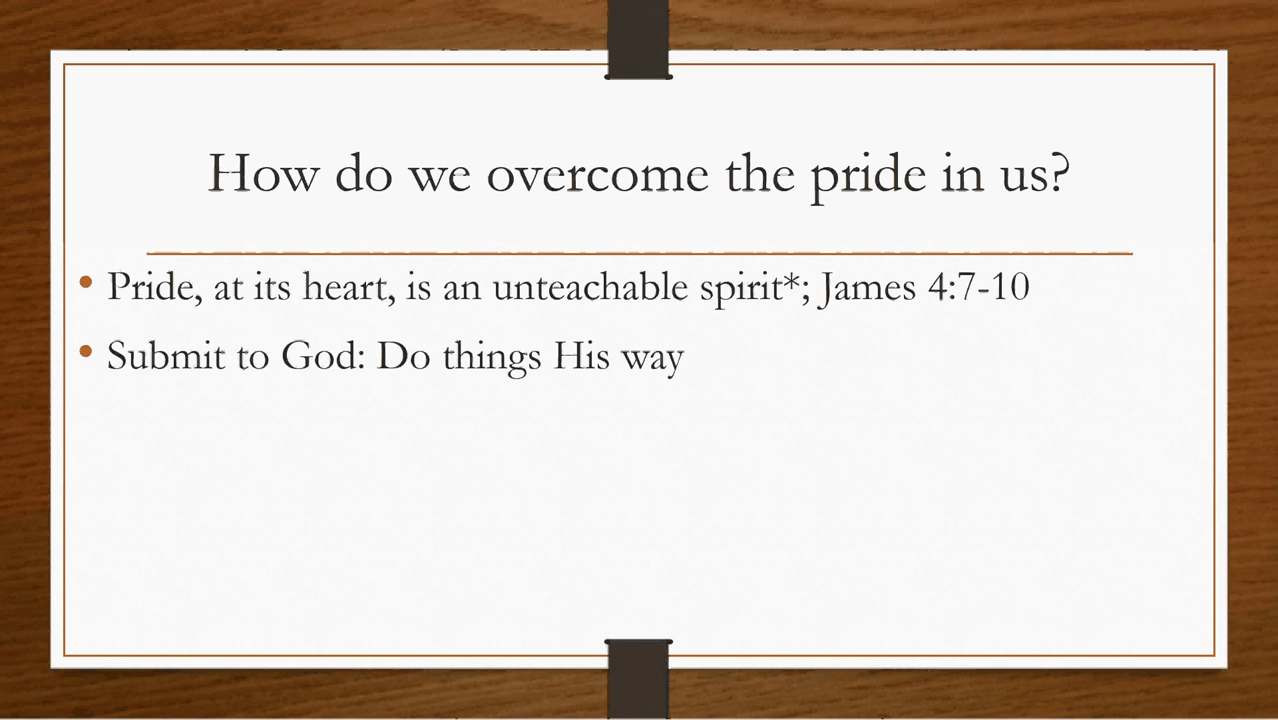 How do we overcome the pride in us?
• Pride, at its heart, is an unteachable spirit*; James 4:7-10
• Submit to God: Do things His way